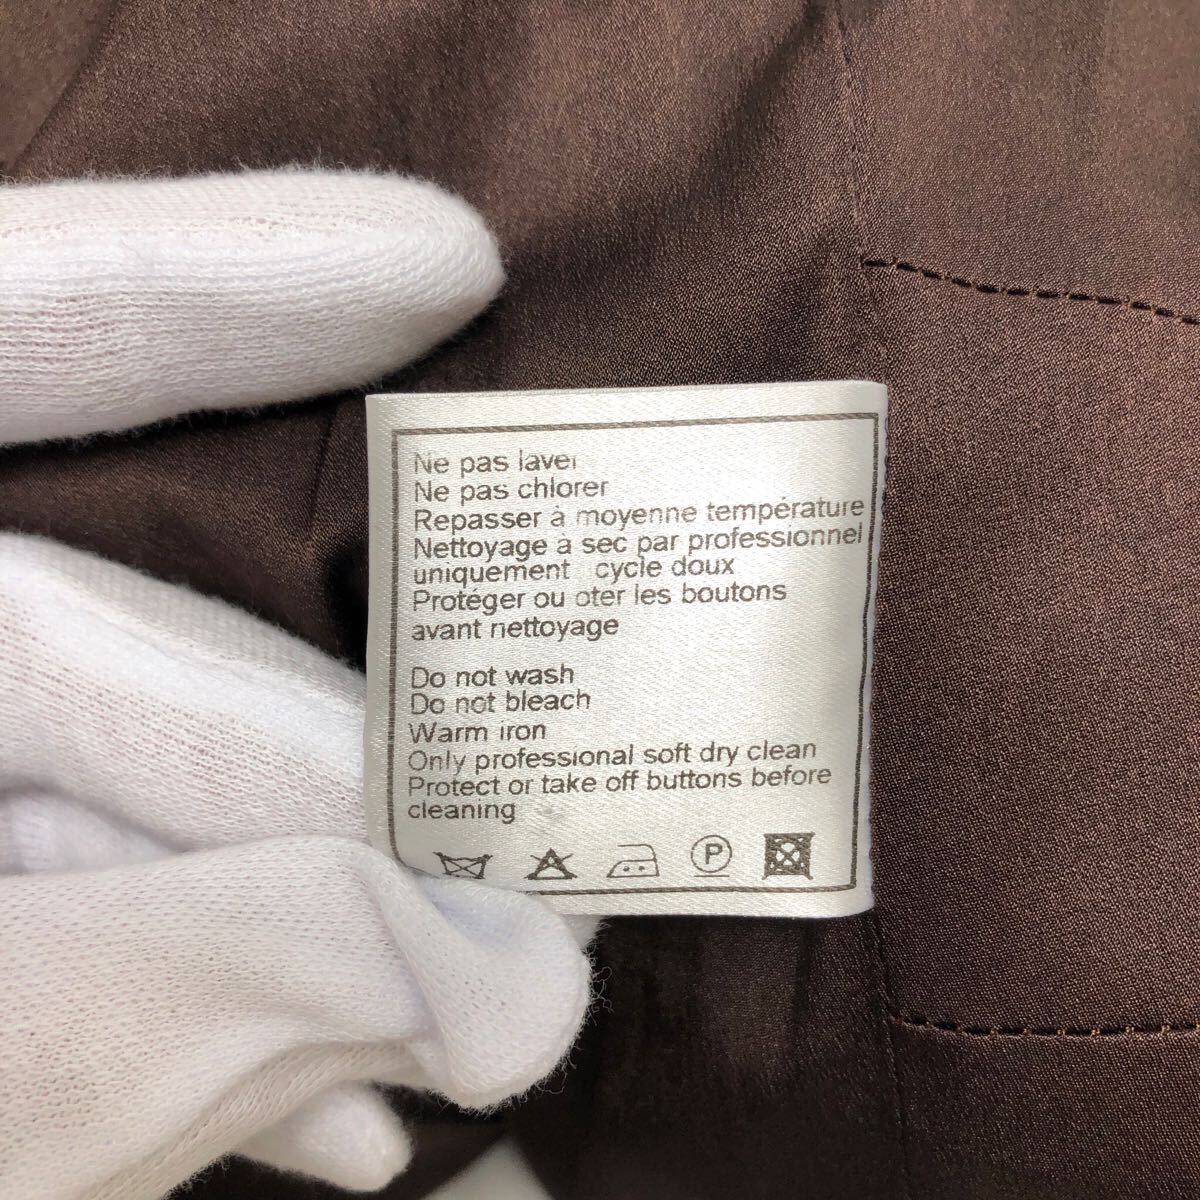 Ne pas laver
Ne pas chlorer
Repasser à moyenne température
Nettoyage à sec par professionnel
uniquement cycle doux
Protéger ou oter les boutons
avant nettoyage
Do not wash
Do not bleach
Warm iron
Only professional soft dry clean
Protect or take off buttons before
cleaning
P